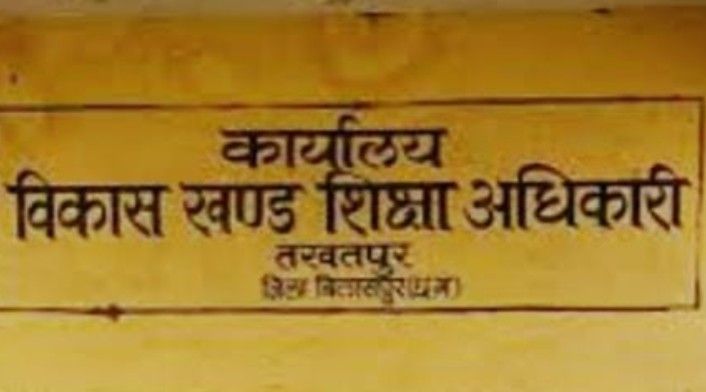 कार्यालय
विकास खण्ड शिक्षा अधिकारी
तखतपुर
जिला बिलासपुर(छ.ग)